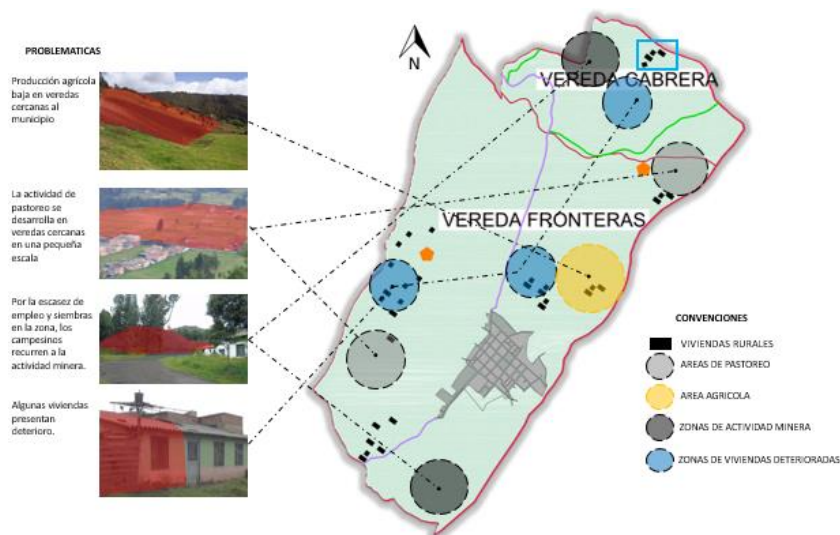 PROBLEMATICAS
Producción agrícola
baja en veredas
cercanas al
municipio
La actividad de
pastoreo se
desarrolla en
veredas cercanas
en una pequeña
escala
Por la escasez de
empleo y siembras
en la zona, los
campesinos
recurren a la
actividad minera.
Algunas viviendas
presentan
deterioro.
N
VEREDA CABRERA
VEREDA FRONTERAS
CONVENCIONES
VIVIENDAS RURALES
AREAS DE PASTOREO
AREA AGRICOLA
ZONAS DE ACTIVIDAD MINERA
ZONAS DE VIVIENDAS DETERIORADAS